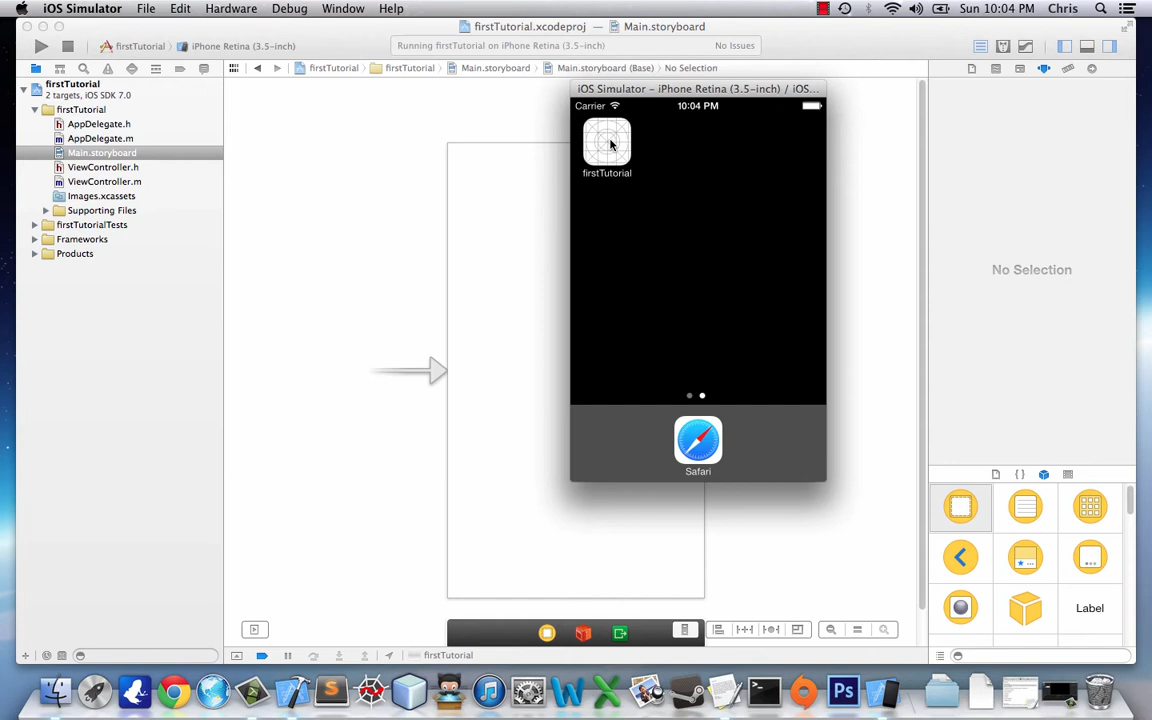 iOS Simulator File Edit Hardware Debug Window Help Sun 10:04 PM Chris
firstTutorial.xcodeproj — Main.storyboard
firstTutorial iPhone Retina (3.5-inch) Running firstTutorial on iPhone Retina (3.5-inch) No Issues
firstTutorial firstTutorial Main.storyboard Main.storyboard (Base) No Selection
firstTutorial
2 targets, iOS SDK 7.0
firstTutorial
AppDelegate.h
AppDelegate.m
Main.storyboard
ViewController.h
ViewController.m
Images.xcassets
Supporting Files
firstTutorialTests
Frameworks
Products
iOS Simulator – iPhone Retina (3.5-inch) / iOS...
Carrier 10:04 PM
firstTutorial
Safari
No Selection
Label
firstTutorial
Ps